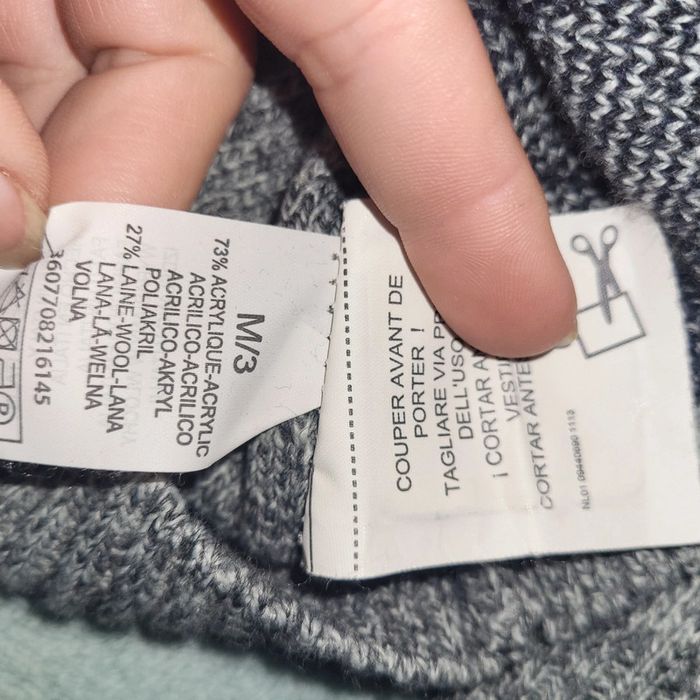 M/3
73% ACRYLIQUE-ACRYLIC
ACRILICO-ACRILICO
ACRILICO-AKRYL
POLIAKRIL
27% LAINE-WOOL-LANA
LANA-LÃ-WEŁNA
VOLNA
3607708216145
COUPER AVANT DE
PORTER !
TAGLIARE VIA
DELL'USO
¡ CORTAR
VESTI
CORTAR ANTE